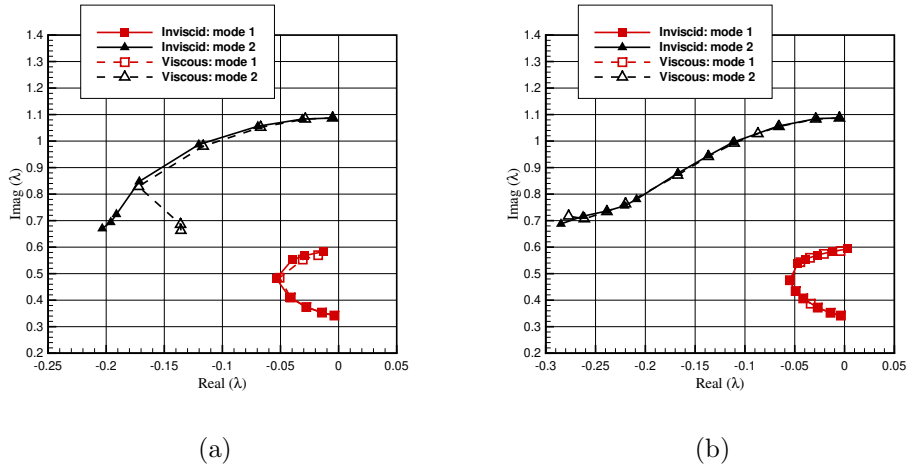 Inviscid: mode 1
Inviscid: mode 2
Viscous: mode 1
Viscous: mode 2
Imag (λ)
1.4
1.3
1.2
1.1
1
0.9
0.8
0.7
0.6
0.5
0.4
0.3
0.2
-0.25 -0.2 -0.15 -0.1 -0.05 0 0.05
Real (λ)
(a)
Inviscid: mode 1
Inviscid: mode 2
Viscous: mode 1
Viscous: mode 2
Imag (λ)
1.4
1.3
1.2
1.1
1
0.9
0.8
0.7
0.6
0.5
0.4
0.3
0.2
-0.3 -0.25 -0.2 -0.15 -0.1 -0.05 0 0.05
Real (λ)
(b)